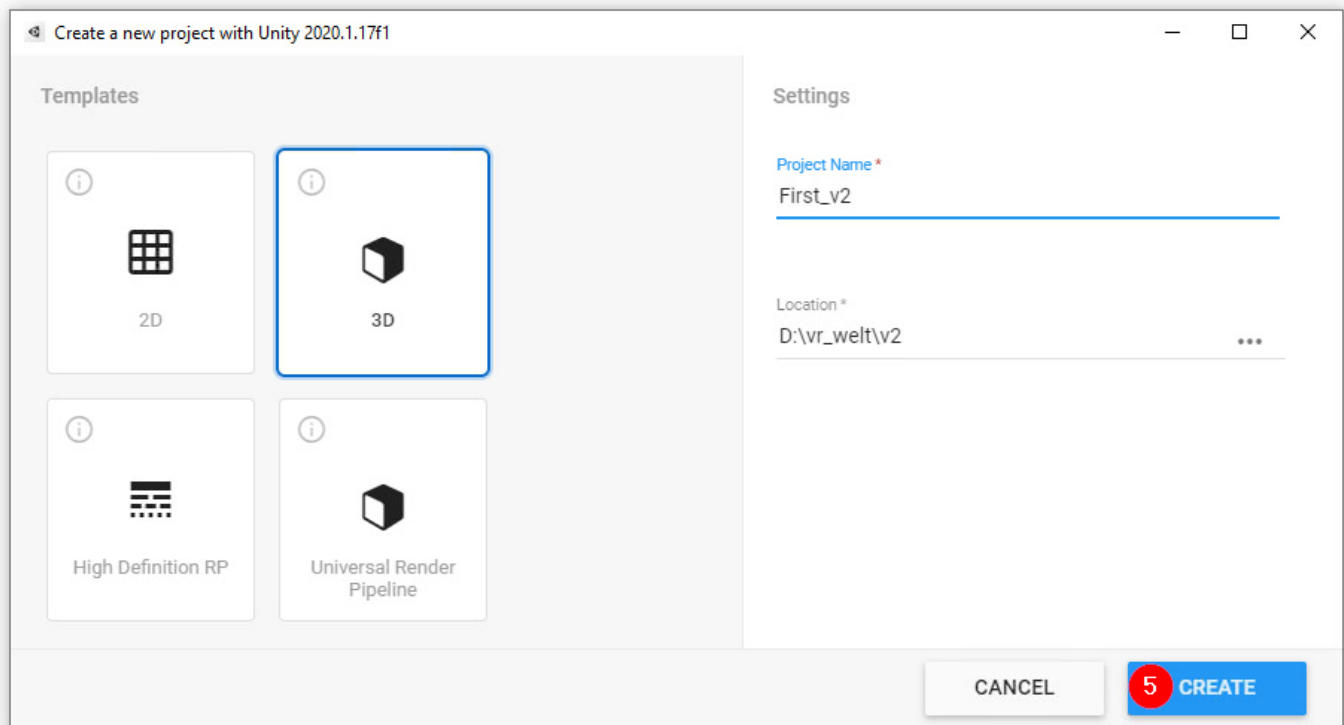 Create a new project with Unity 2020.1.17f1
Templates
2D
3D
High Definition RP
Universal Render
Pipeline
Settings
Project Name *
First_v2
Location *
D:\vr_welt\v2
CANCEL
5 CREATE